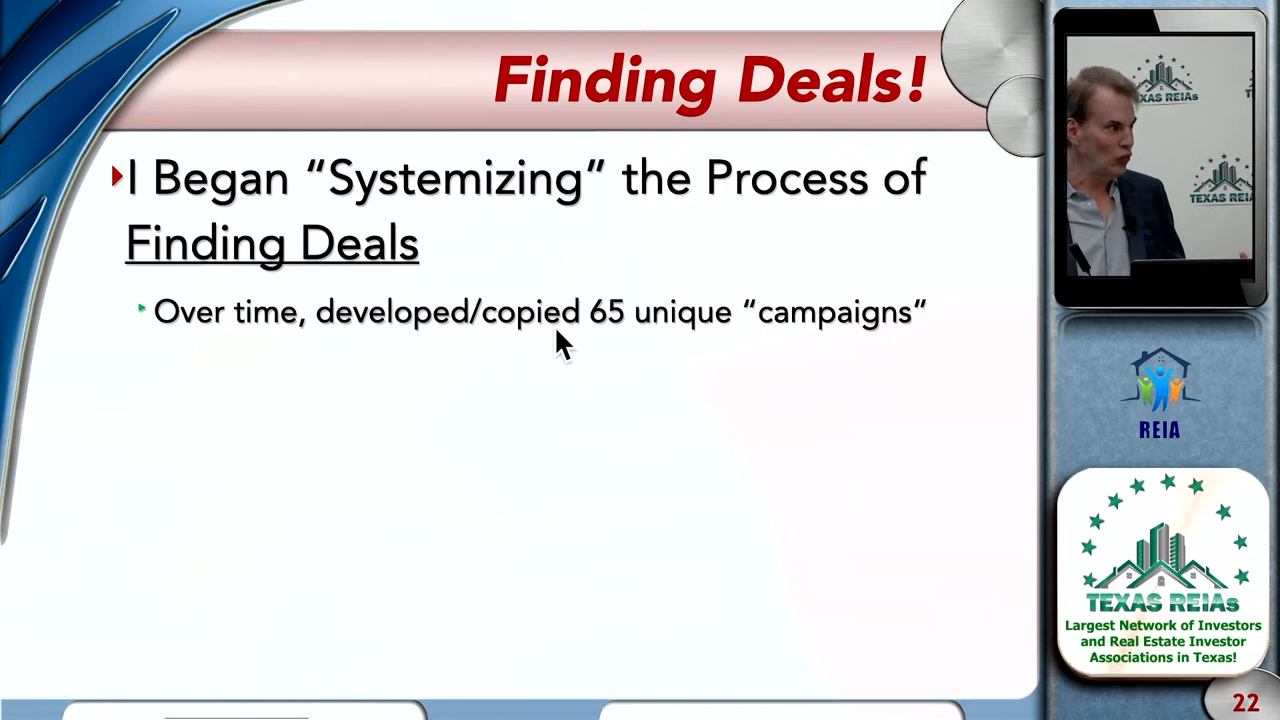 Finding Deals!
I Began “Systemizing” the Process of
Finding Deals
Over time, developed/copied 65 unique “campaigns“
TEXAS REIAs
TEXAS REIA
REIA
TEXAS REIAs
Largest Network of Investors
and Real Estate Investor
Associations in Texas!
22